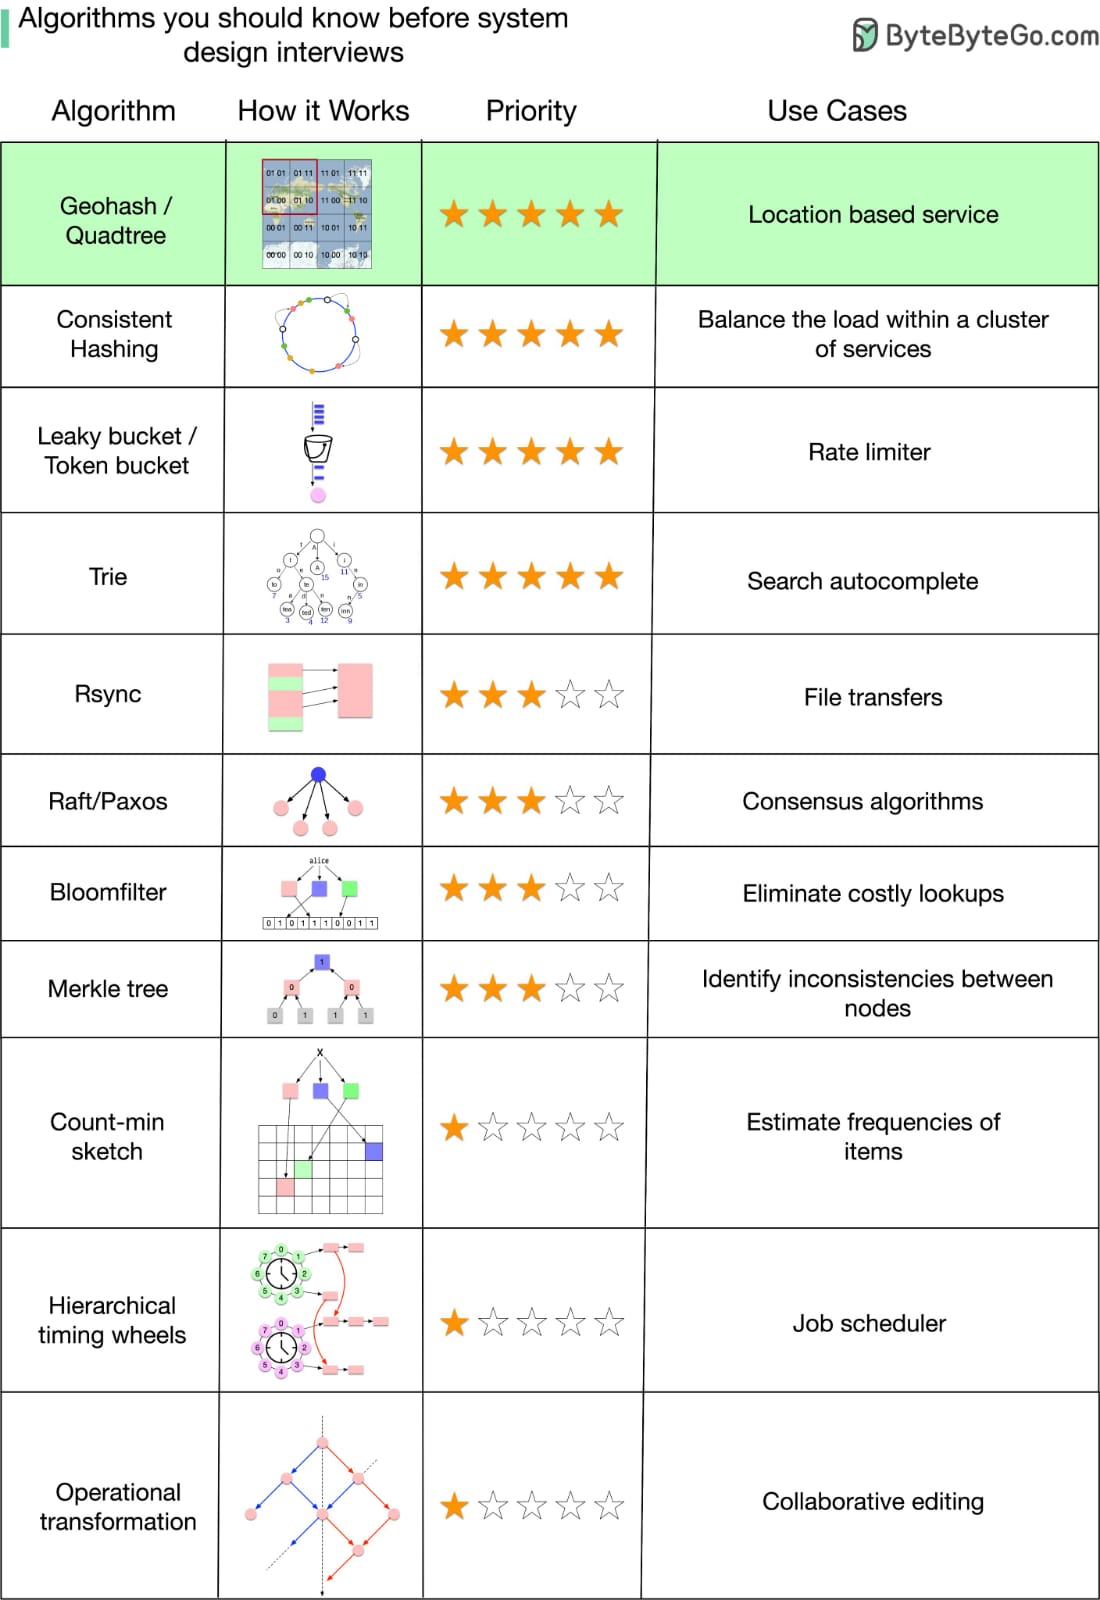 Algorithms you should know before system
design interviews
ByteByteGo.com
Algorithm How it Works Priority Use Cases
Geohash /
Quadtree
01 01 01 11 11 01 11 11
01 00 01 10 11 00 11 10
00 01 00 11 10 01 10 11
00 00 00 10 10 00 10 10
Location based service
Consistent
Hashing
Balance the load within a cluster
of services
Leaky bucket /
Token bucket
Rate limiter
Trie
t A i
t A i
15 11
o e n
to te in
7 5
a d n n
tea ted ten inn
3 4 12 9
Search autocomplete
Rsync
File transfers
Raft/Paxos
Consensus algorithms
Bloomfilter
alice
0 1 0 1 1 1 0 0 1 1
Eliminate costly lookups
Merkle tree
1
0 0
0 1 1 1
Identify inconsistencies between
nodes
Count-min
sketch
X
Estimate frequencies of
items
Hierarchical
timing wheels
7 0 1
6 2
5 4 3
7 0 1
6 2
5 4 3
Job scheduler
Operational
transformation
Collaborative editing